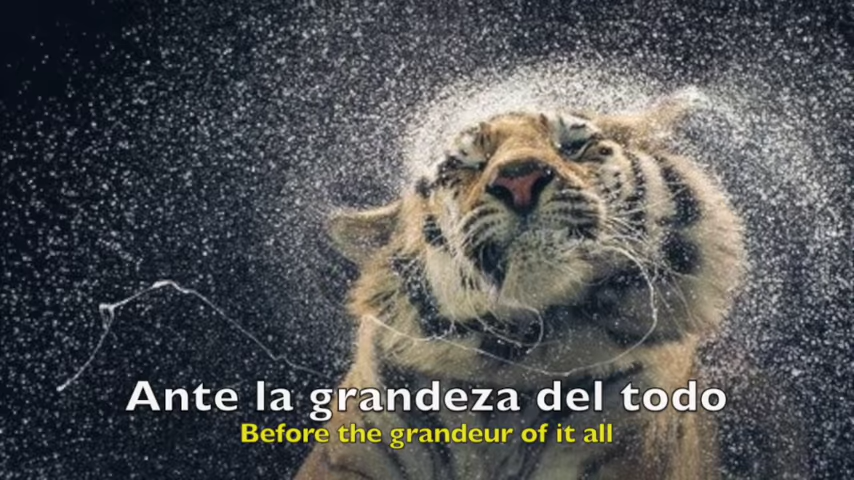 Ante la grandeza del todo
Before the grandeur of it all